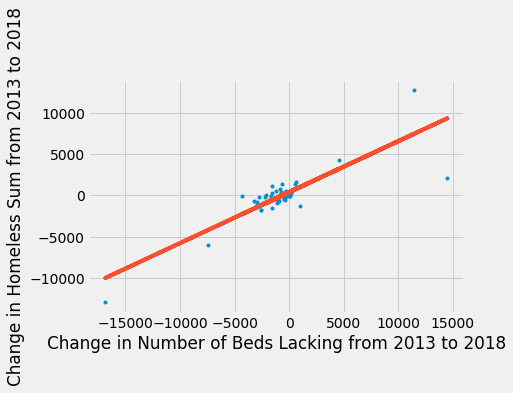 Change in Homeless Sum from 2013 to 2018
10000
5000
0
−5000
−10000
−15000 −10000 −5000 0 5000 10000 15000
Change in Number of Beds Lacking from 2013 to 2018